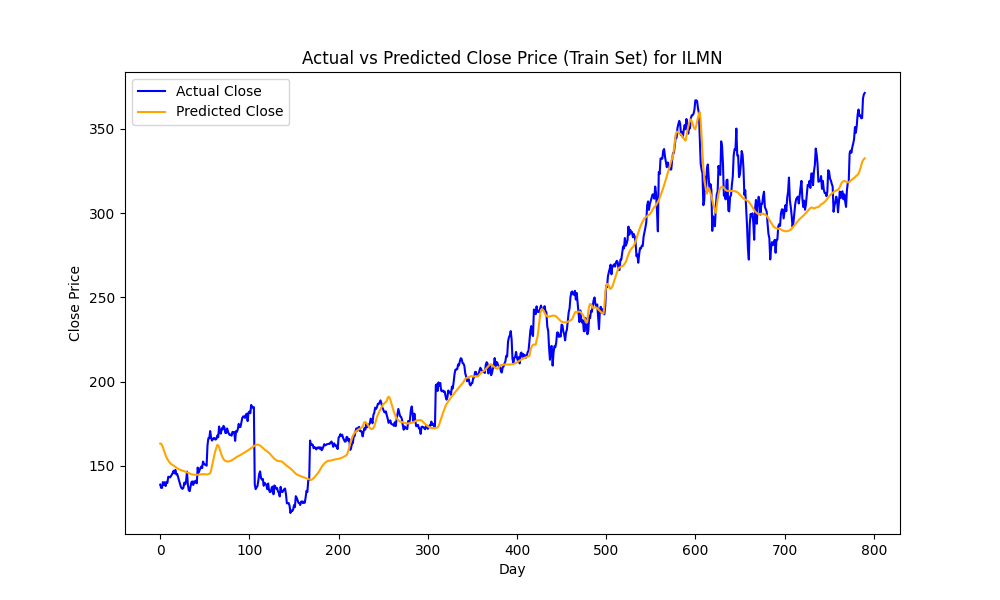 Actual vs Predicted Close Price (Train Set) for ILMN
Actual Close
Predicted Close
350
300
250
200
150
Close Price
0 100 200 300 400 500 600 700 800
Day